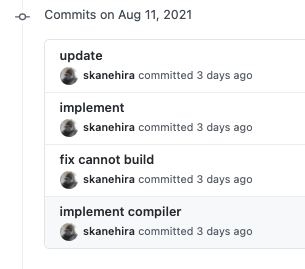 Commits on Aug 11, 2021
update
skanehira committed 3 days ago
implement
skanehira committed 3 days ago
fix cannot build
skanehira committed 3 days ago
implement compiler
skanehira committed 3 days ago